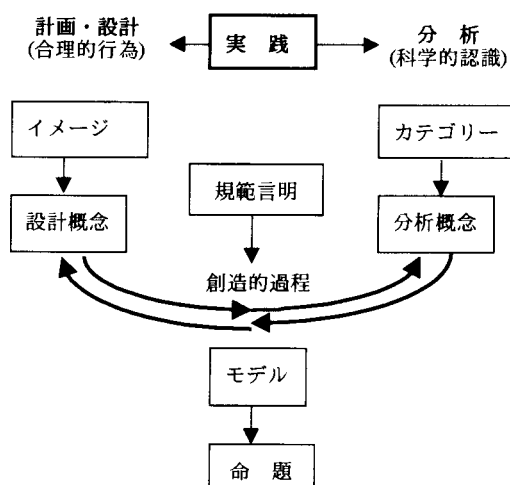 計画・設計
(合理的行為)
実 践
分 析
(科学的認識)
イメージ
カテゴリー
規範言明
設計概念
分析概念
創造的過程
モデル
命 題